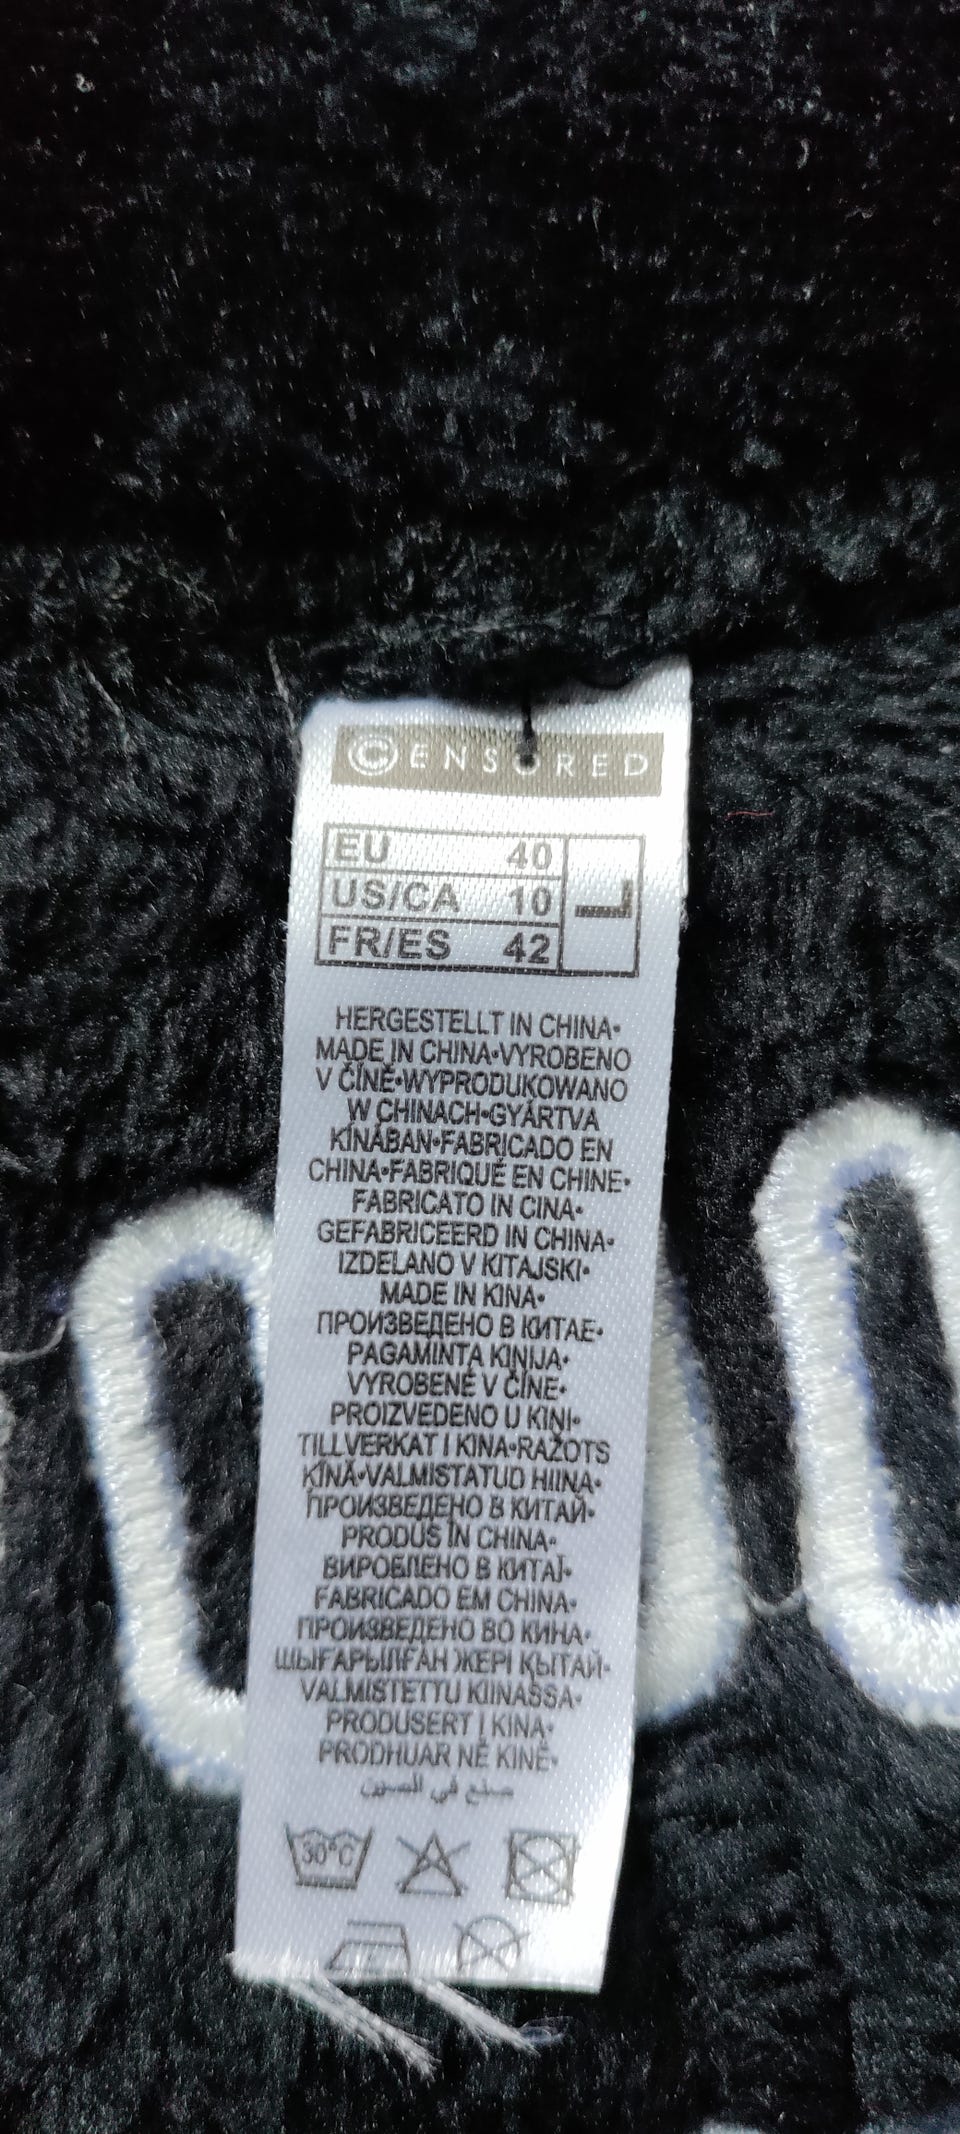 ©ENSORED
EU 40
US/CA 10
FR/ES 42
L
HERGESTELLT IN CHINA•
MADE IN CHINA•VYROBENO
V ČÍNĚ•WYPRODUKOWANO
W CHINACH•GYÁRTVA
KÍNÁBAN•FABRICADO EN
CHINA•FABRIQUÉ EN CHINE•
FABRICATO IN CINA•
GEFABRICEERD IN CHINA•
IZDELANO V KITAJSKI•
MADE IN KINA•
ПРОИЗВЕДЕНО В КИТАЕ•
PAGAMINTA KINIJA•
VYROBENÉ V ČÍNE•
PROIZVEDENO U KINI•
TILLVERKAT I KINA•RAŽOTS
ĶĪNĀ•VALMISTATUD HIINA•
ПРОИЗВЕДЕНО В КИТАЙ•
PRODUS ÎN CHINA•
ВИРОБЛЕНО В КИТАЇ•
FABRICADO EM CHINA•
ПРОИЗВЕДЕНО ВО КИНА•
ШЫҒАРЫЛҒАН ЖЕРІ ҚЫТАЙ•
VALMISTETTU KIINASSA•
PRODUSERT I KINA•
PRODHUAR NË KINË•
صنع في الصين
30°C